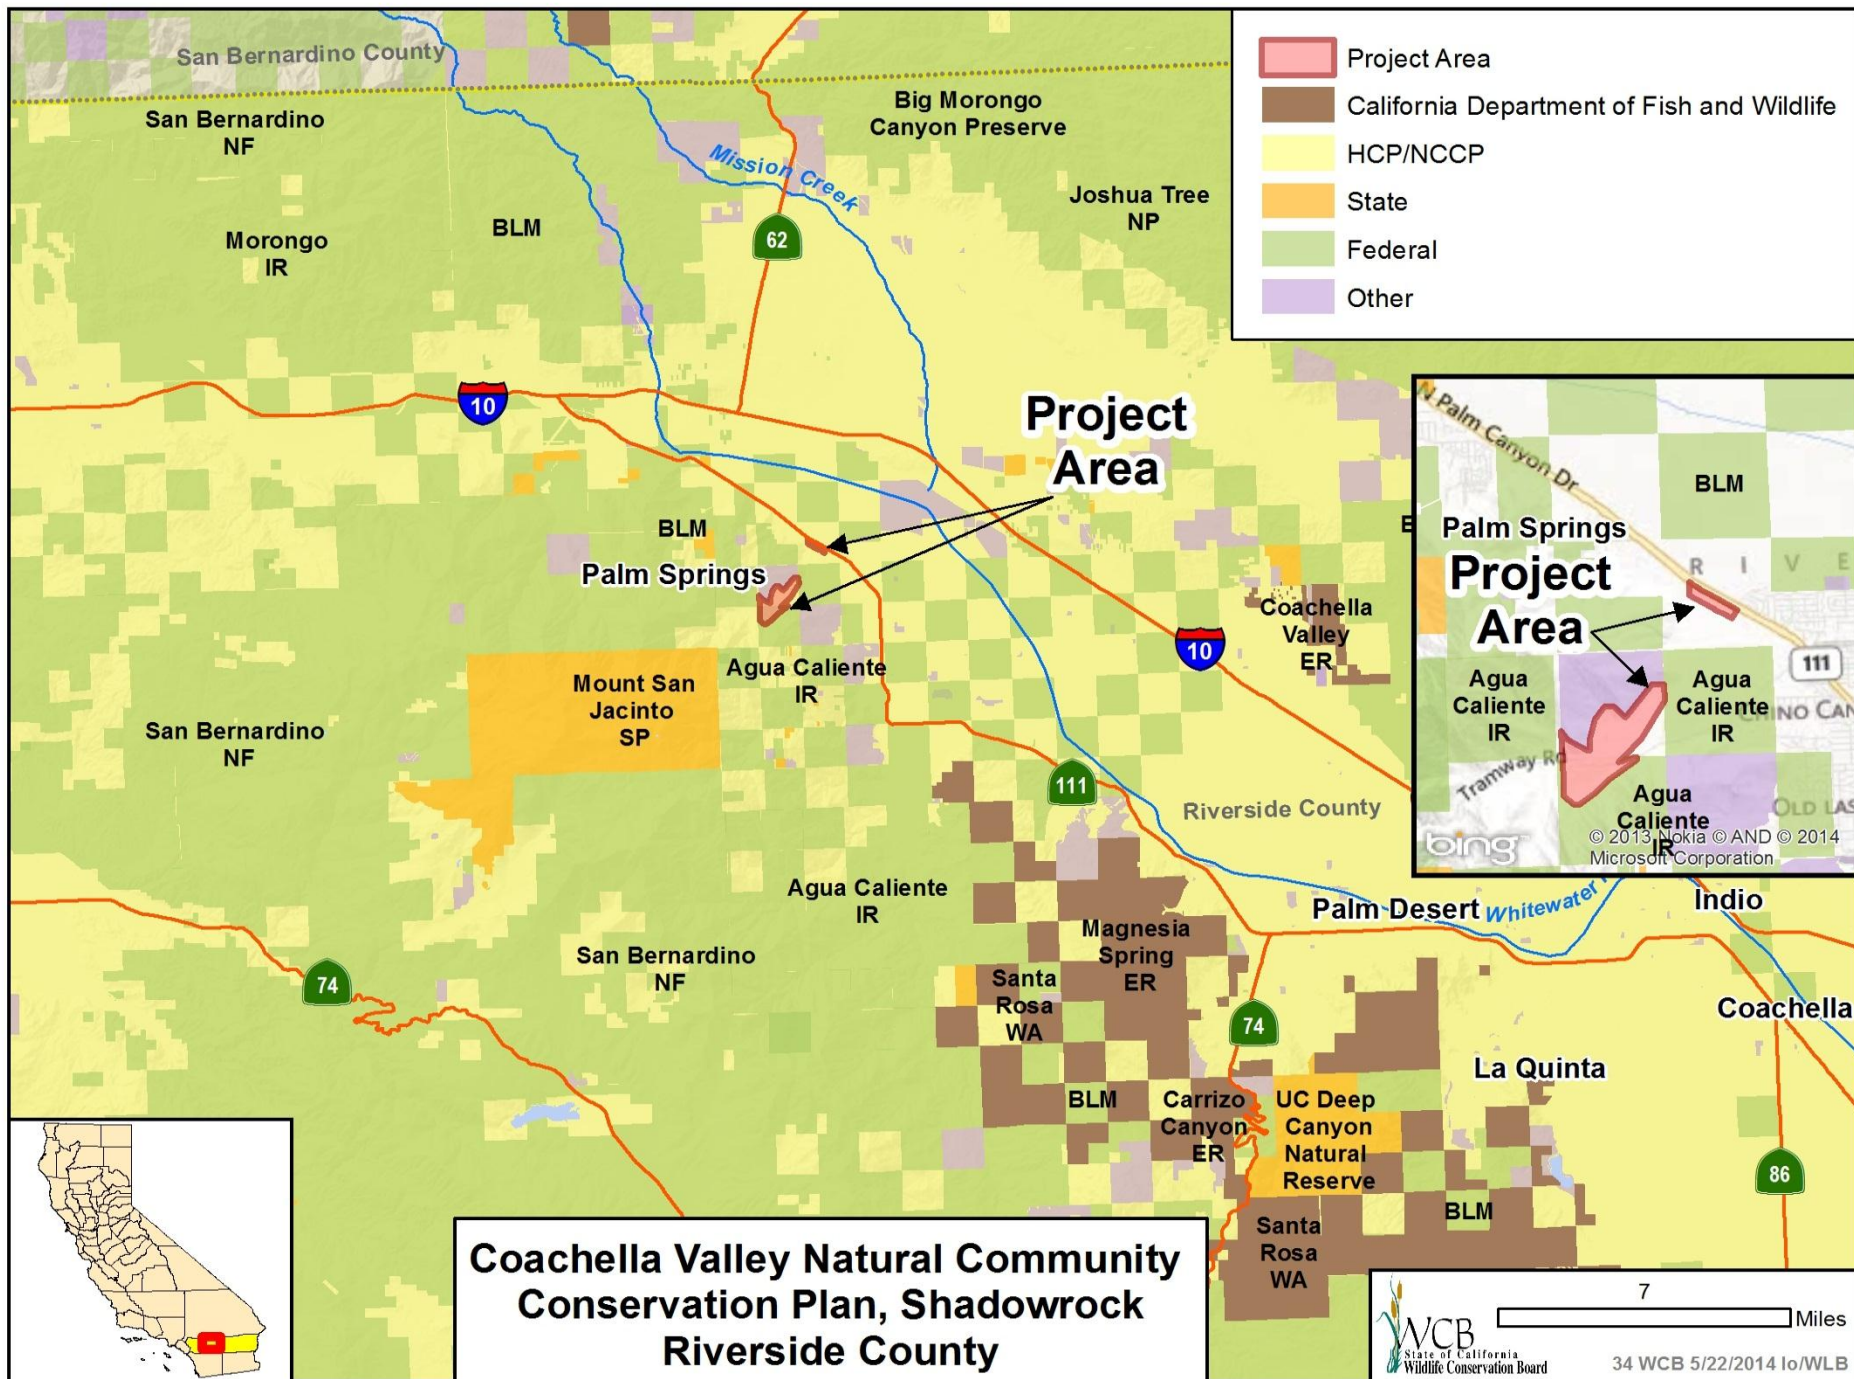 San Bernardino County
San Bernardino
NF
Big Morongo
Canyon Preserve
Mission Creek
Joshua Tree
NP
Morongo
IR
BLM
62
10
Project Area
California Department of Fish and Wildlife
HCP/NCCP
State
Federal
Other
Project
Area
BLM
Palm Springs
Coachella
Valley
ER
10
Agua Caliente
IR
Mount San
Jacinto
SP
San Bernardino
NF
111
Riverside County
Agua Caliente
IR
San Bernardino
NF
74
Magnesia
Spring
ER
Santa
Rosa
WA
Palm Desert
Whitewater
Indio
Coachella
74
La Quinta
BLM
Carrizo
Canyon
ER
UC Deep
Canyon
Natural
Reserve
86
BLM
Santa
Rosa
WA
N Palm Canyon Dr
BLM
Palm Springs
R I V E
Project
Area
111
Agua
Caliente
IR
Agua
Caliente
IR
CHINO CAN
Tramway Rd
Agua
Caliente
IR
OLD LAS
bing
© 2013 Nokia © AND © 2014
Microsoft Corporation
Coachella Valley Natural Community
Conservation Plan, Shadowrock
Riverside County
7
Miles
WCB
State of California
Wildlife Conservation Board
34 WCB 5/22/2014 lo/WLB